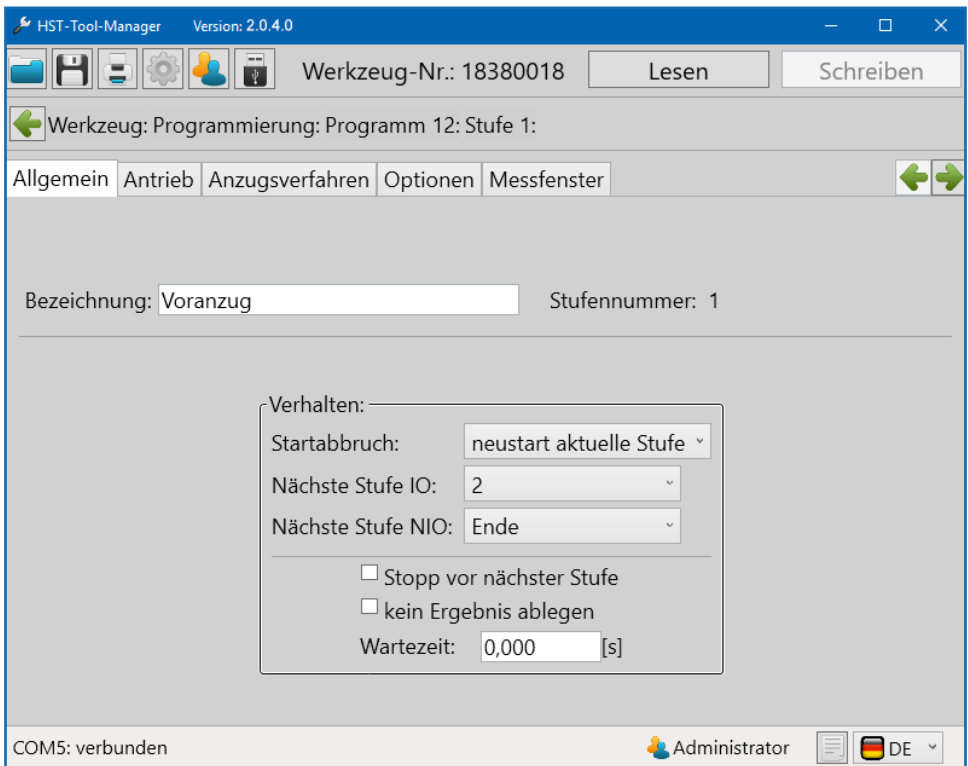 HST-Tool-Manager Version: 2.0.4.0
Werkzeug-Nr.: 18380018 Lesen Schreiben
Werkzeug: Programmierung: Programm 12: Stufe 1:
Allgemein Antrieb Anzugsverfahren Optionen Messfenster
Bezeichnung: Voranzug Stufennummer: 1
Verhalten:
Startabbruch: neustart aktuelle Stufe
Nächste Stufe IO: 2
Nächste Stufe NIO: Ende
Stopp vor nächster Stufe
kein Ergebnis ablegen
Wartezeit: 0,000 [s]
COM5: verbunden Administrator DE